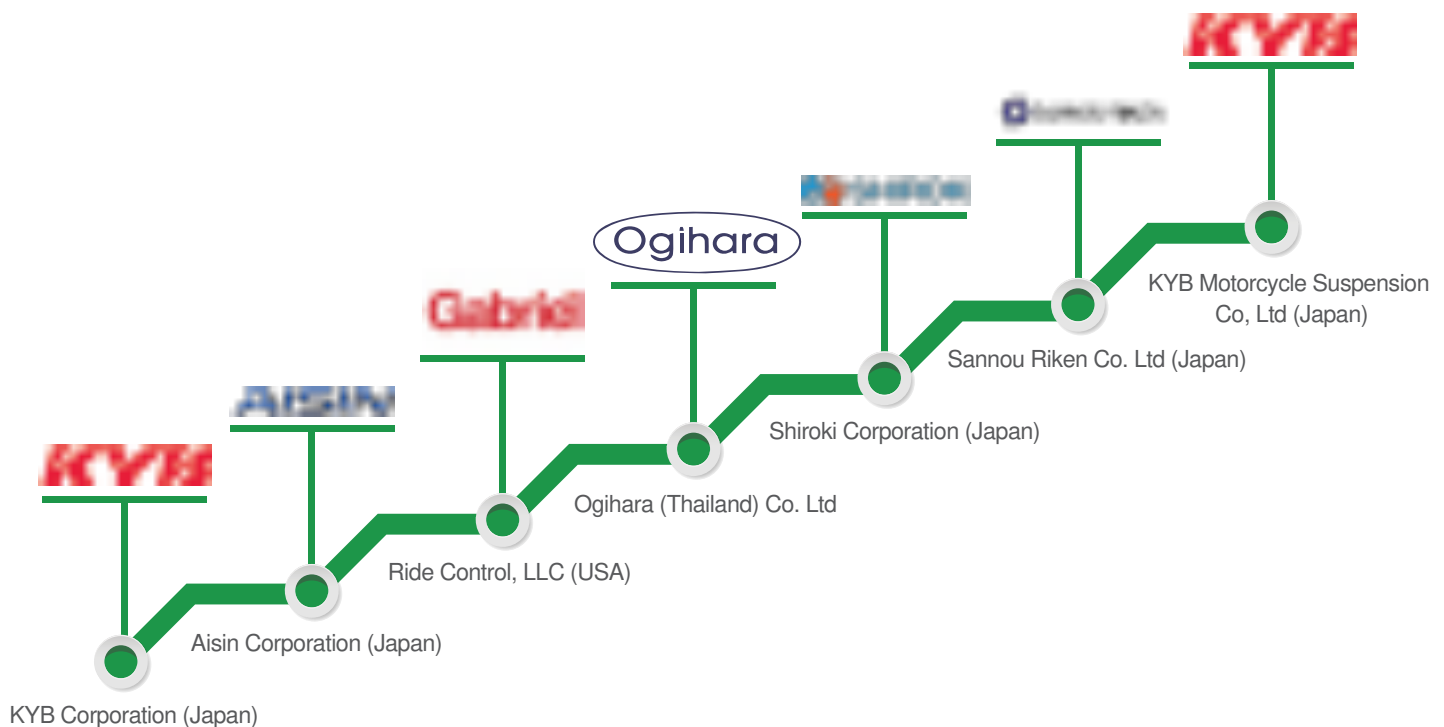 KYB
KYB
Ogihara
Gabriel
AISIN
KYB Motorcycle Suspension
Co, Ltd (Japan)
Sannou Riken Co. Ltd (Japan)
Shiroki Corporation (Japan)
Ogihara (Thailand) Co. Ltd
Ride Control, LLC (USA)
Aisin Corporation (Japan)
KYB Corporation (Japan)